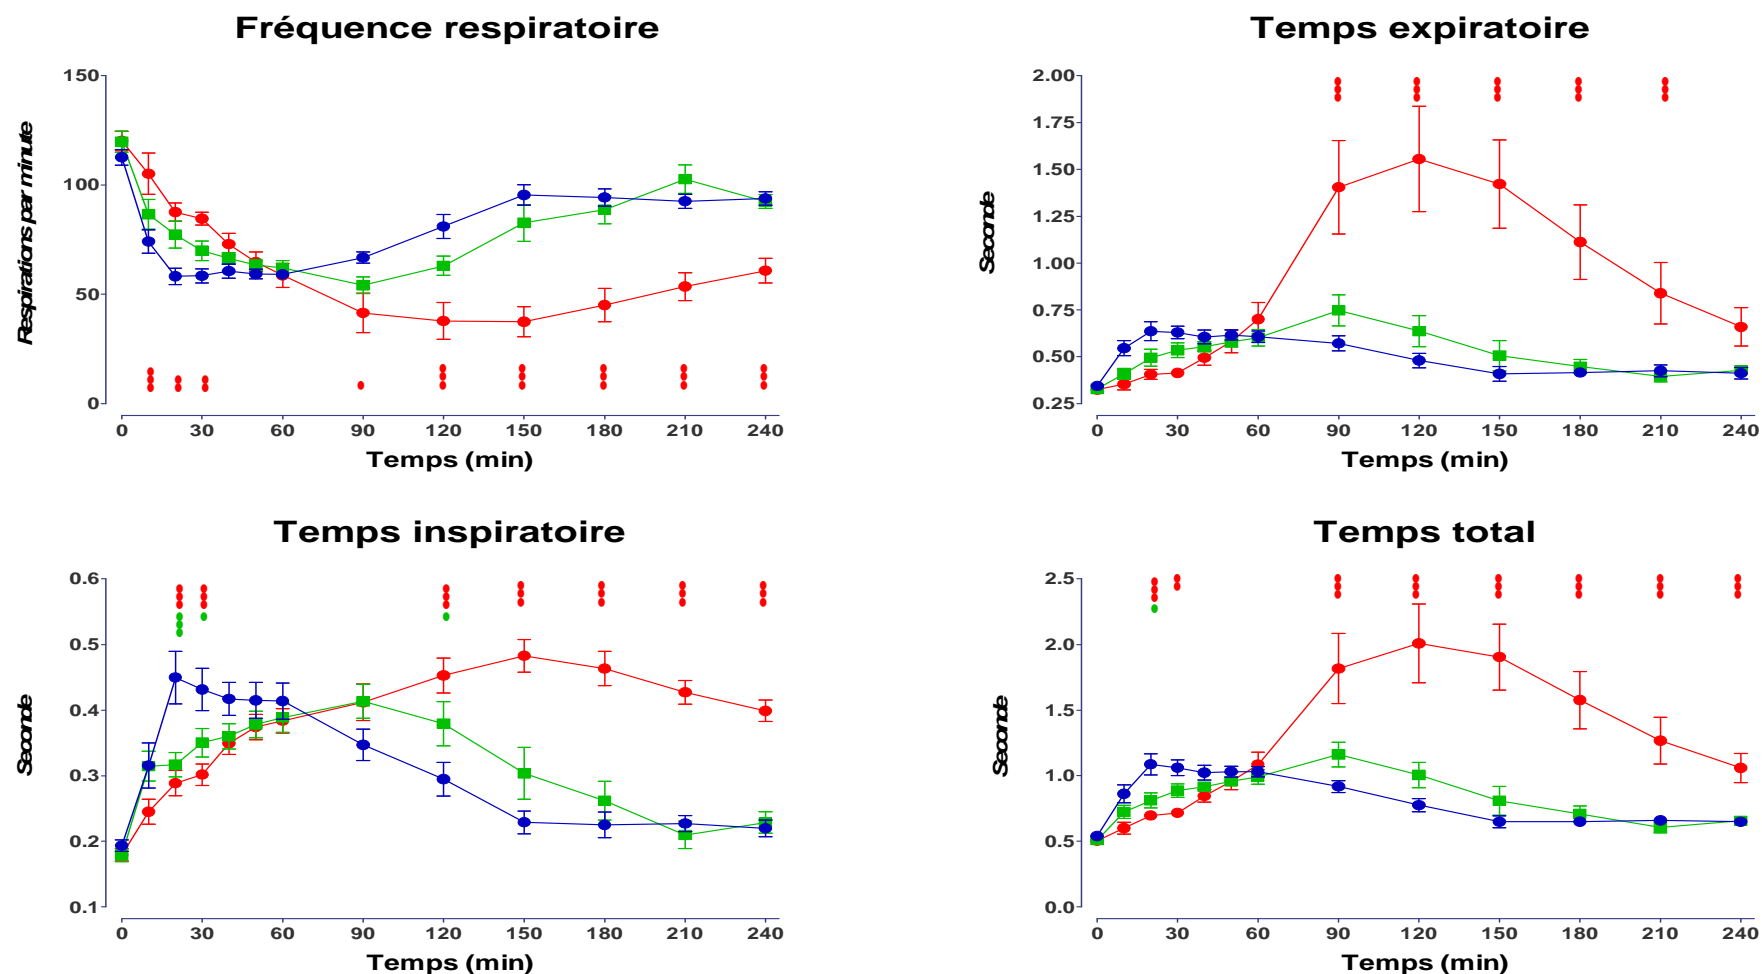 Fréquence respiratoire
150
100
50
0
Respirations par minute
0 30 60 90 120 150 180 210 240
Temps (min)
Temps expiratoire
2.00
1.75
1.50
1.25
1.00
0.75
0.50
0.25
Seconde
0 30 60 90 120 150 180 210 240
Temps (min)
Temps inspiratoire
0.6
0.5
0.4
0.3
0.2
0.1
Seconde
0 30 60 90 120 150 180 210 240
Temps (min)
Temps total
2.5
2.0
1.5
1.0
0.5
0.0
Seconde
0 30 60 90 120 150 180 210 240
Temps (min)